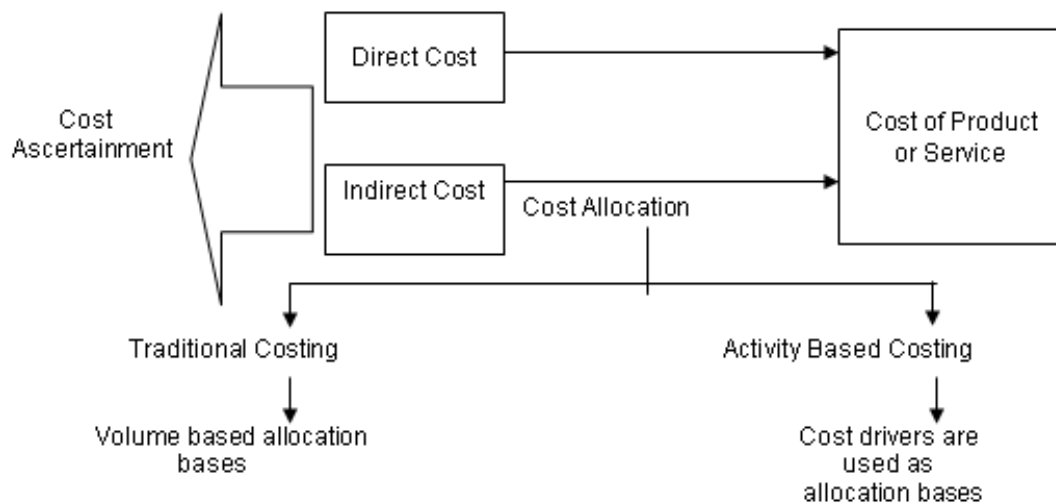 Direct Cost
Cost
Ascertainment
Cost of Product
or Service
Indirect Cost
Cost Allocation
Traditional Costing
Activity Based Costing
Volume based allocation
bases
Cost drivers are
used as
allocation bases